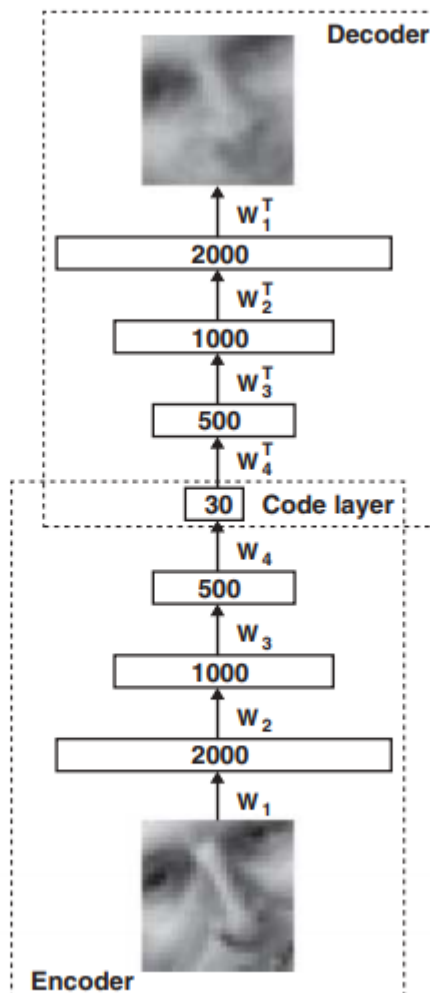 Decoder
W₁ᵀ
2000
W₂ᵀ
1000
W₃ᵀ
500
W₄ᵀ
30 Code layer
W₄
500
W₃
1000
W₂
2000
W₁
Encoder